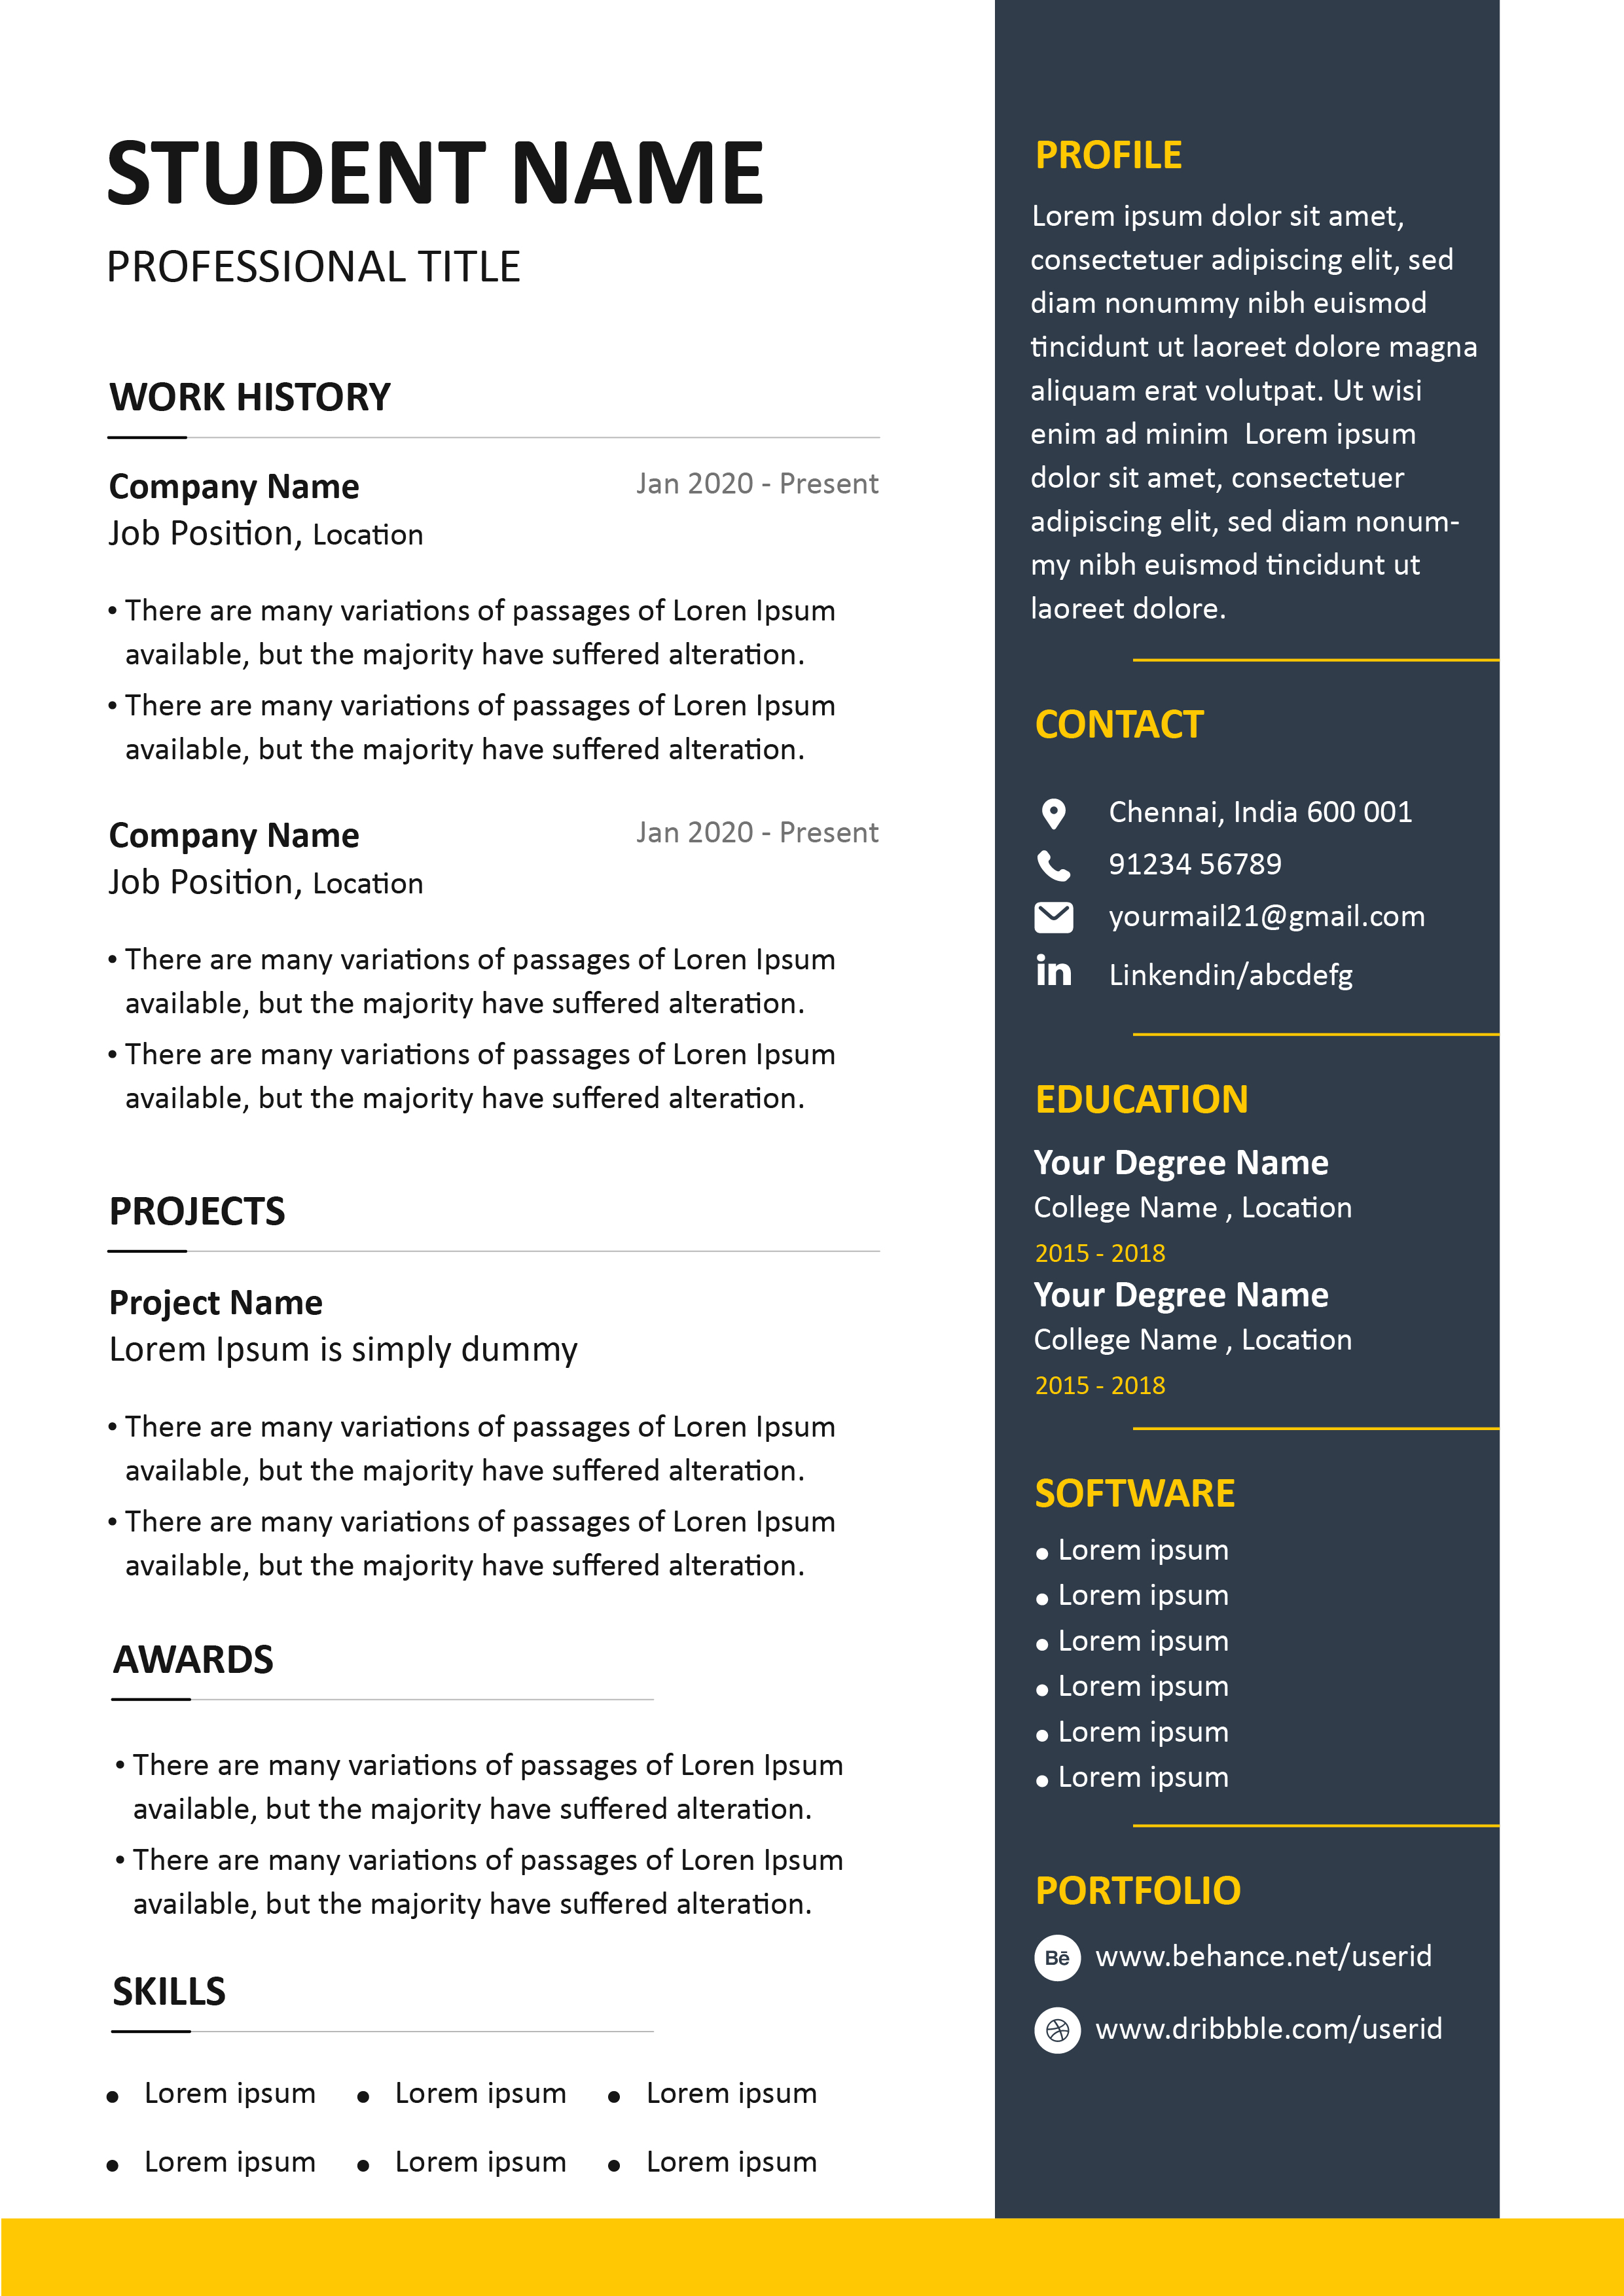 STUDENT NAME
PROFESSIONAL TITLE
WORK HISTORY
Company Name
Jan 2020 - Present
Job Position, Location
• There are many variations of passages of Loren Ipsum
available, but the majority have suffered alteration.
• There are many variations of passages of Loren Ipsum
available, but the majority have suffered alteration.
Company Name
Jan 2020 - Present
Job Position, Location
• There are many variations of passages of Loren Ipsum
available, but the majority have suffered alteration.
• There are many variations of passages of Loren Ipsum
available, but the majority have suffered alteration.
PROJECTS
Project Name
Lorem Ipsum is simply dummy
• There are many variations of passages of Loren Ipsum
available, but the majority have suffered alteration.
• There are many variations of passages of Loren Ipsum
available, but the majority have suffered alteration.
AWARDS
• There are many variations of passages of Loren Ipsum
available, but the majority have suffered alteration.
• There are many variations of passages of Loren Ipsum
available, but the majority have suffered alteration.
SKILLS
• Lorem ipsum • Lorem ipsum • Lorem ipsum
• Lorem ipsum • Lorem ipsum • Lorem ipsum
PROFILE
Lorem ipsum dolor sit amet,
consectetuer adipiscing elit, sed
diam nonummy nibh euismod
tincidunt ut laoreet dolore magna
aliquam erat volutpat. Ut wisi
enim ad minim  Lorem ipsum
dolor sit amet, consectetuer
adipiscing elit, sed diam nonum-
my nibh euismod tincidunt ut
laoreet dolore.
CONTACT
Chennai, India 600 001
91234 56789
yourmail21@gmail.com
in Linkendin/abcdefg
EDUCATION
Your Degree Name
College Name , Location
2015 - 2018
Your Degree Name
College Name , Location
2015 - 2018
SOFTWARE
• Lorem ipsum
• Lorem ipsum
• Lorem ipsum
• Lorem ipsum
• Lorem ipsum
• Lorem ipsum
PORTFOLIO
Bē www.behance.net/userid
www.dribbble.com/userid